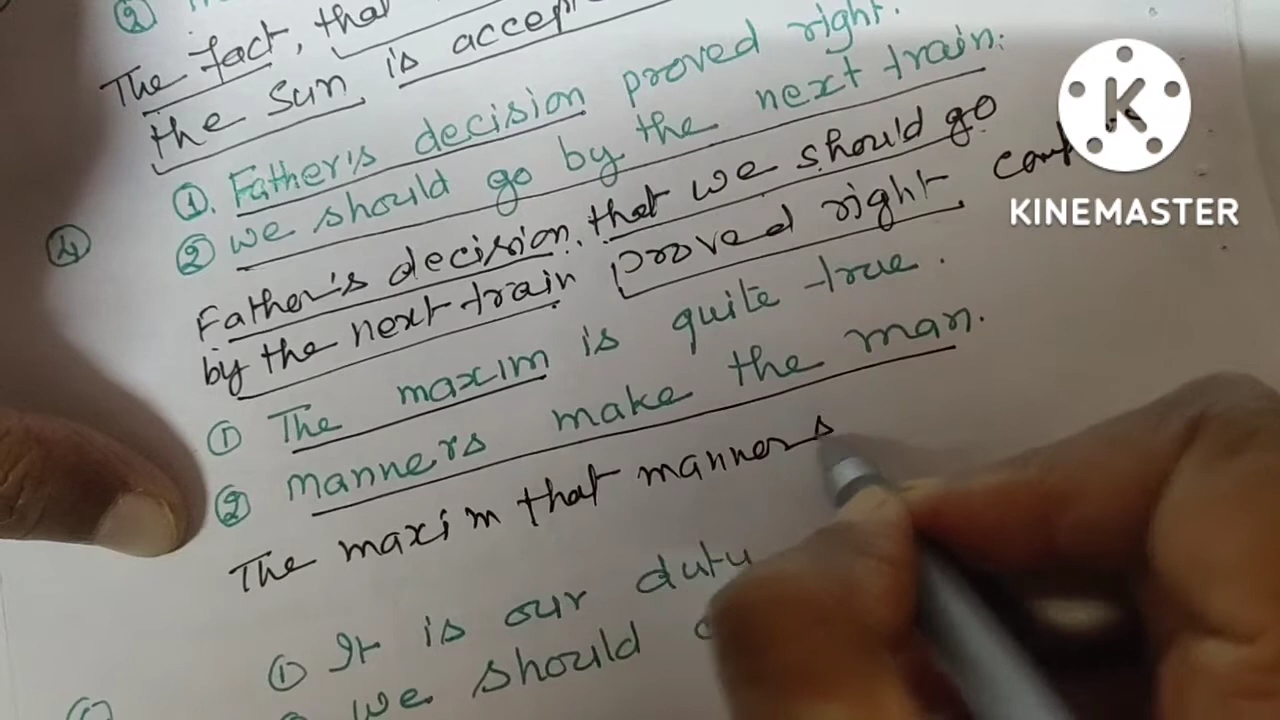 ②
The fact, that
the Sun is accep
① Father's decision proved right.
② we should go by the next train.
④ Father's decision, that we should go
by the next train proved right
① The maxim is quite true.
② manners make the man.
The maxim that manners
① It is our duty
we should
KINEMASTER